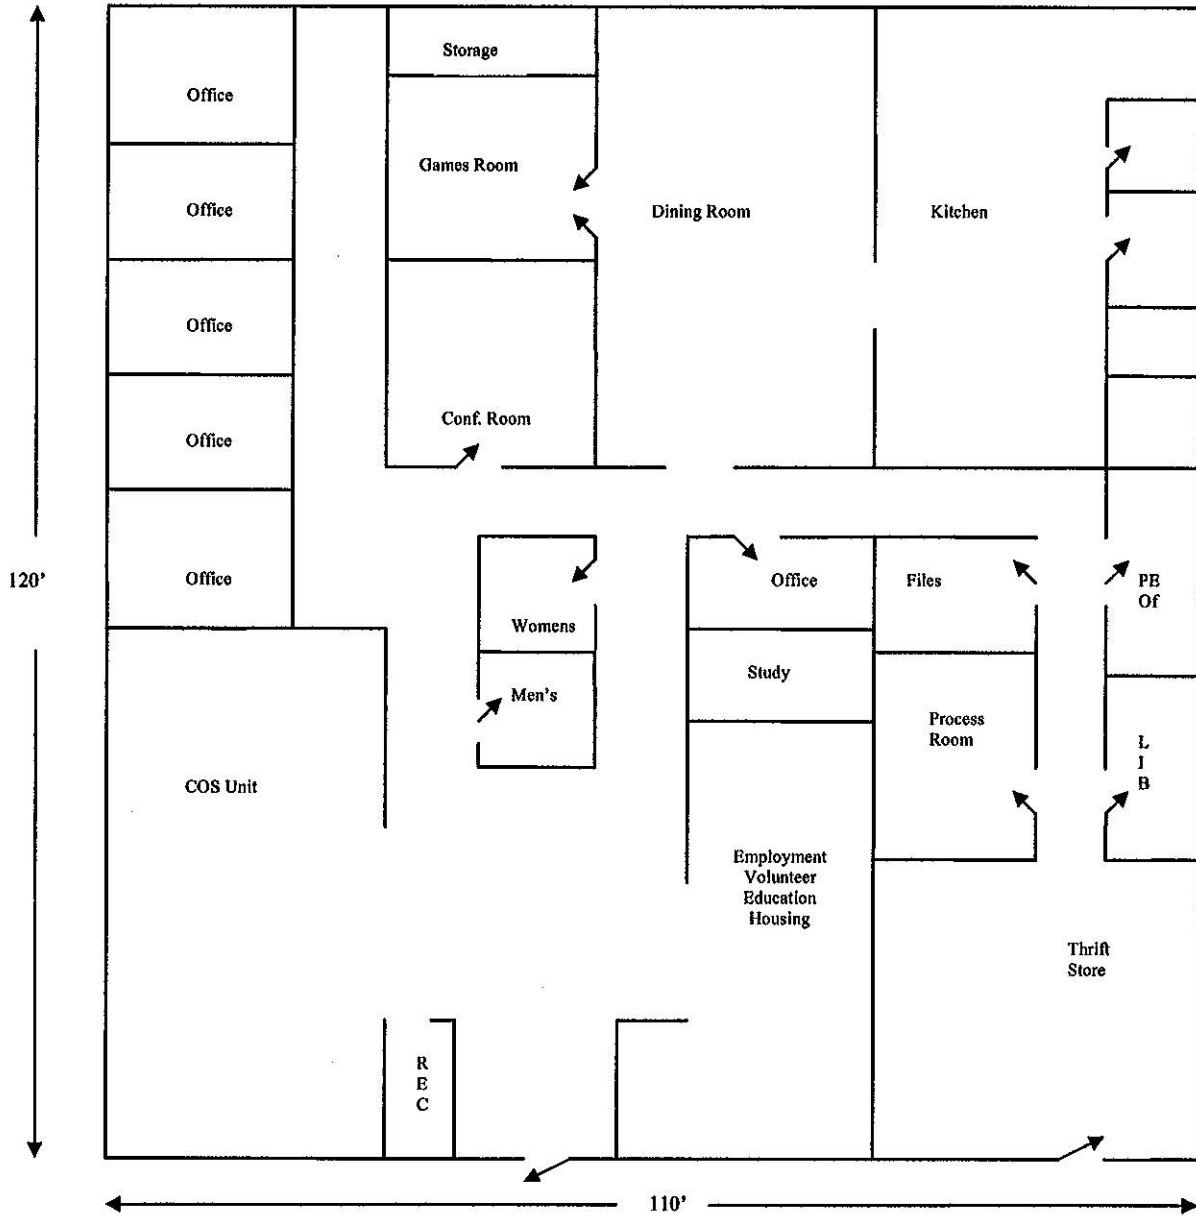 Storage
Office
Games Room
Office
Dining Room
Kitchen
Office
Conf. Room
Office
120'
Office
Office
Files
PE
Of
Womens
Study
Men's
Process
Room
L
I
B
COS Unit
Employment
Volunteer
Education
Housing
Thrift
Store
R
E
C
110'